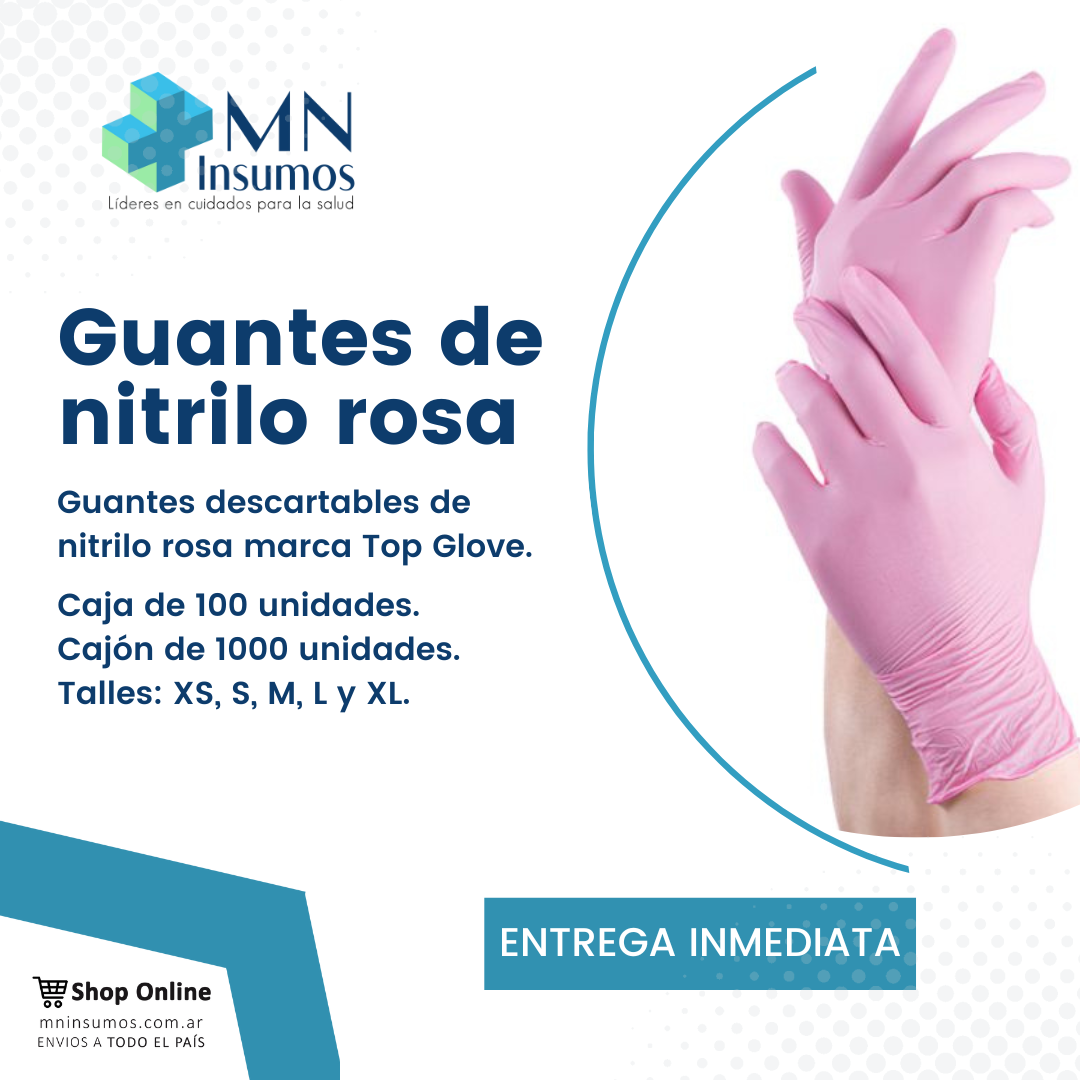 MN
Insumos
Líderes en cuidados para la salud
Guantes de
nitrilo rosa
Guantes descartables de
nitrilo rosa marca Top Glove.
Caja de 100 unidades.
Cajón de 1000 unidades.
Talles: XS, S, M, L y XL.
ENTREGA INMEDIATA
Shop Online
mninsumos.com.ar
ENVIOS A TODO EL PAÍS